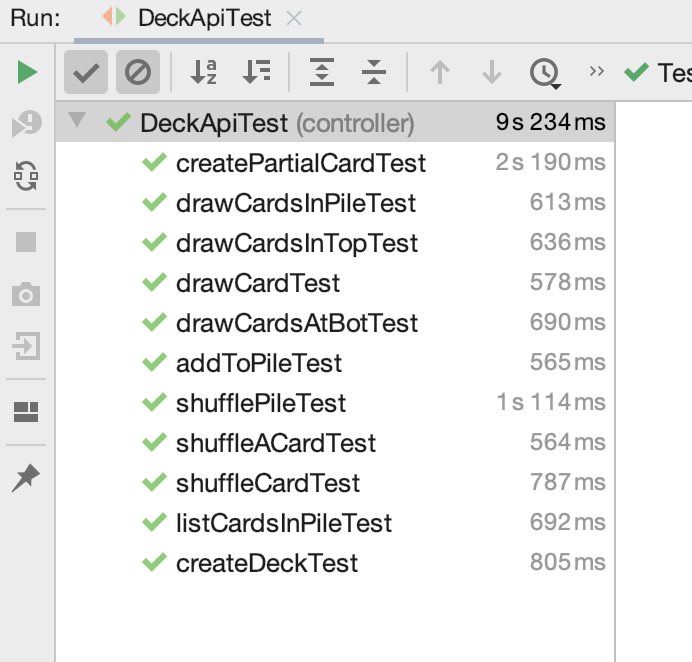 Run: DeckApiTest
Tes
DeckApiTest (controller) 9 s 234 ms
createPartialCardTest 2 s 190 ms
drawCardsInPileTest 613 ms
drawCardsInTopTest 636 ms
drawCardTest 578 ms
drawCardsAtBotTest 690 ms
addToPileTest 565 ms
shufflePileTest 1 s 114 ms
shuffleACardTest 564 ms
shuffleCardTest 787 ms
listCardsInPileTest 692 ms
createDeckTest 805 ms